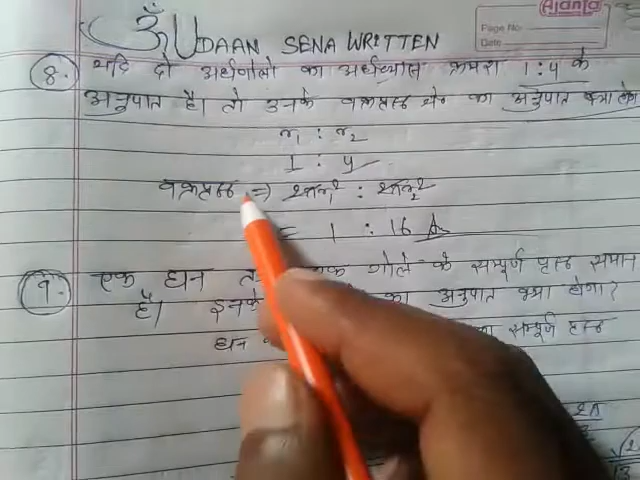 Ajanta
Page No.
Date
ॐ UDAAN SENA WRITTEN
8. यदि दो अर्धगोलो का अर्धव्यास क्रमश 1:4 के
अनुपात है। तो उनके वक्रपृष्ठ क्षे० का अनुपात क्या होगा
r₁ : r₂
1 : 4
वक्रपृष्ठ ⇒ 2πr₁² : 2πr₂²
= 1 : 16 A
9. एक घन एक गोले के सम्पूर्ण पृष्ठ समान
है। इनके का अनुपात क्या होगा?
घन सम्पूर्ण पृष्ठ
2π